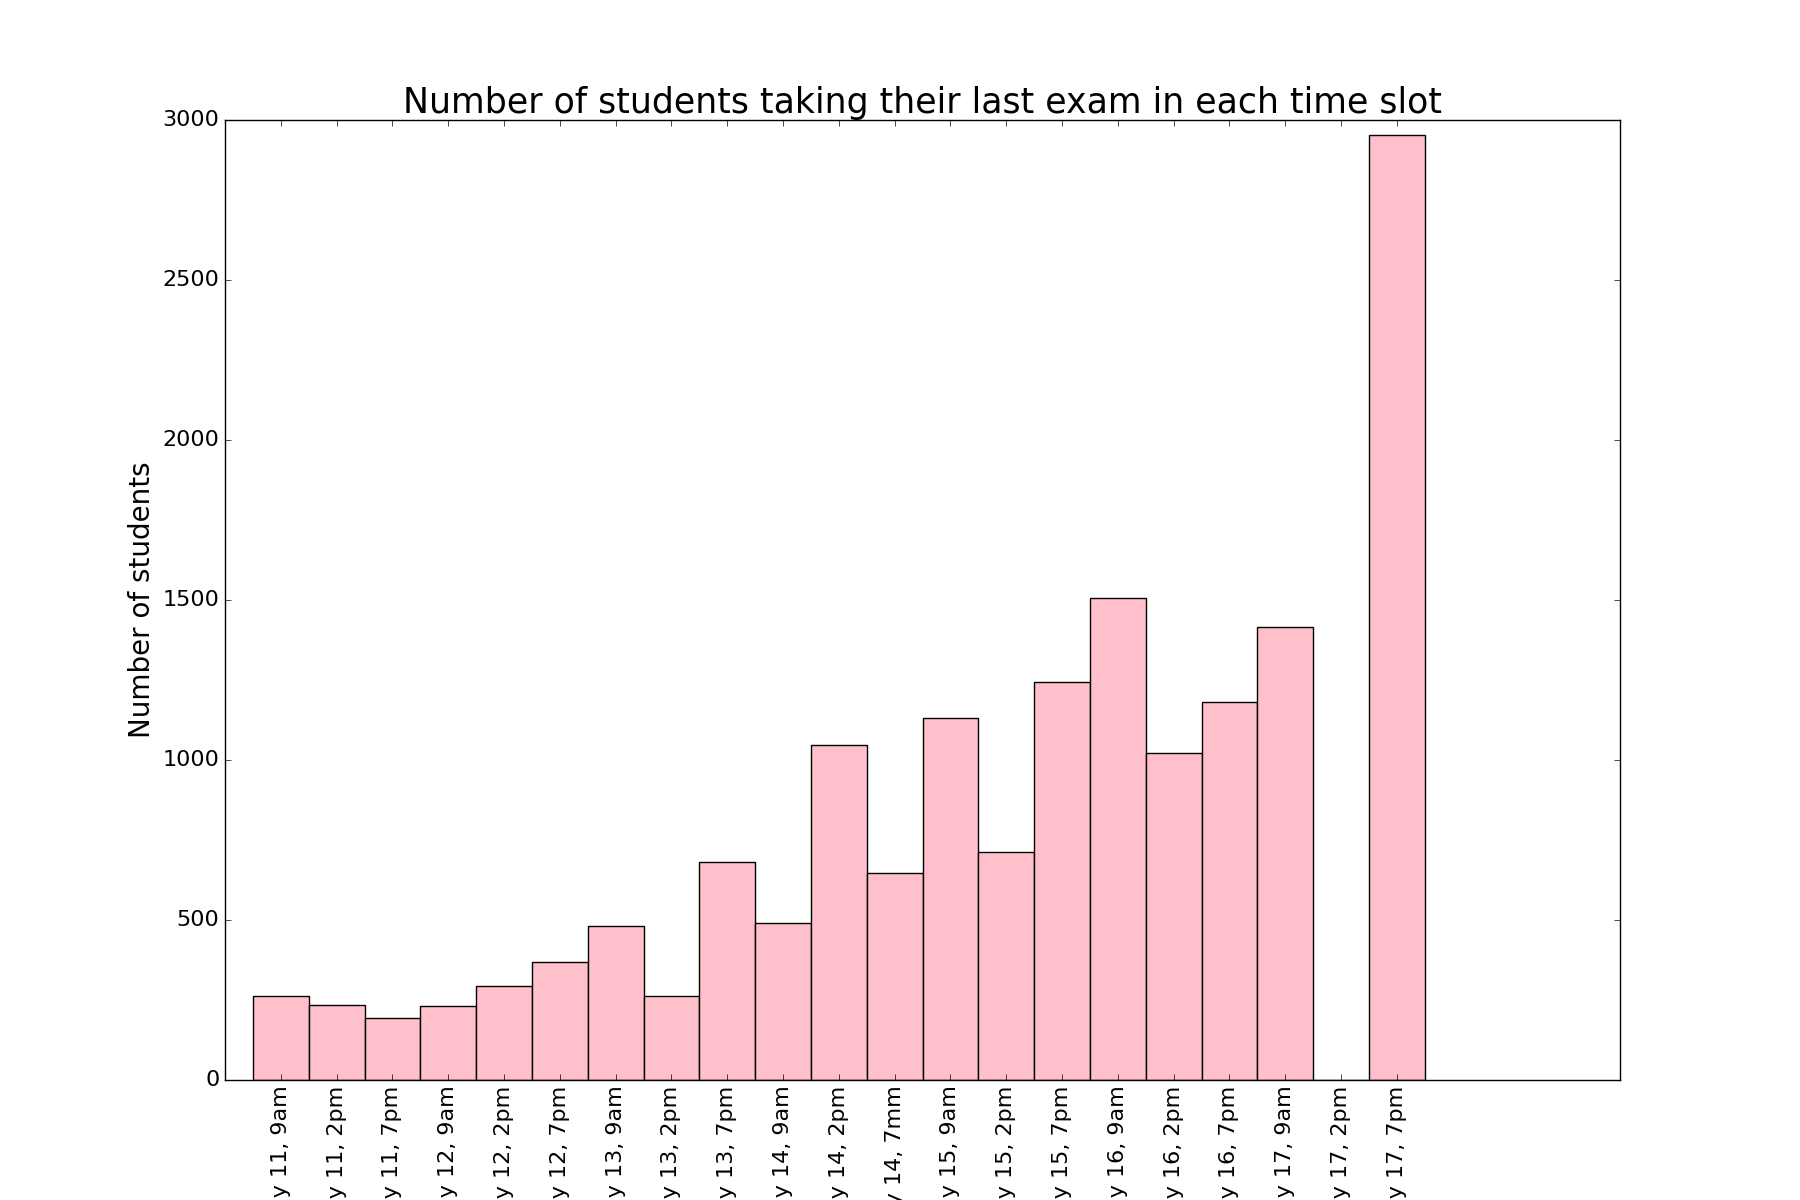 Number of students taking their last exam in each time slot
Number of students
3000
2500
2000
1500
1000
500
0
y 11, 9am
y 11, 2pm
y 11, 7pm
y 12, 9am
y 12, 2pm
y 12, 7pm
y 13, 9am
y 13, 2pm
y 13, 7pm
y 14, 9am
y 14, 2pm
y 14, 7mm
y 15, 9am
y 15, 2pm
y 15, 7pm
y 16, 9am
y 16, 2pm
y 16, 7pm
y 17, 9am
y 17, 2pm
y 17, 7pm